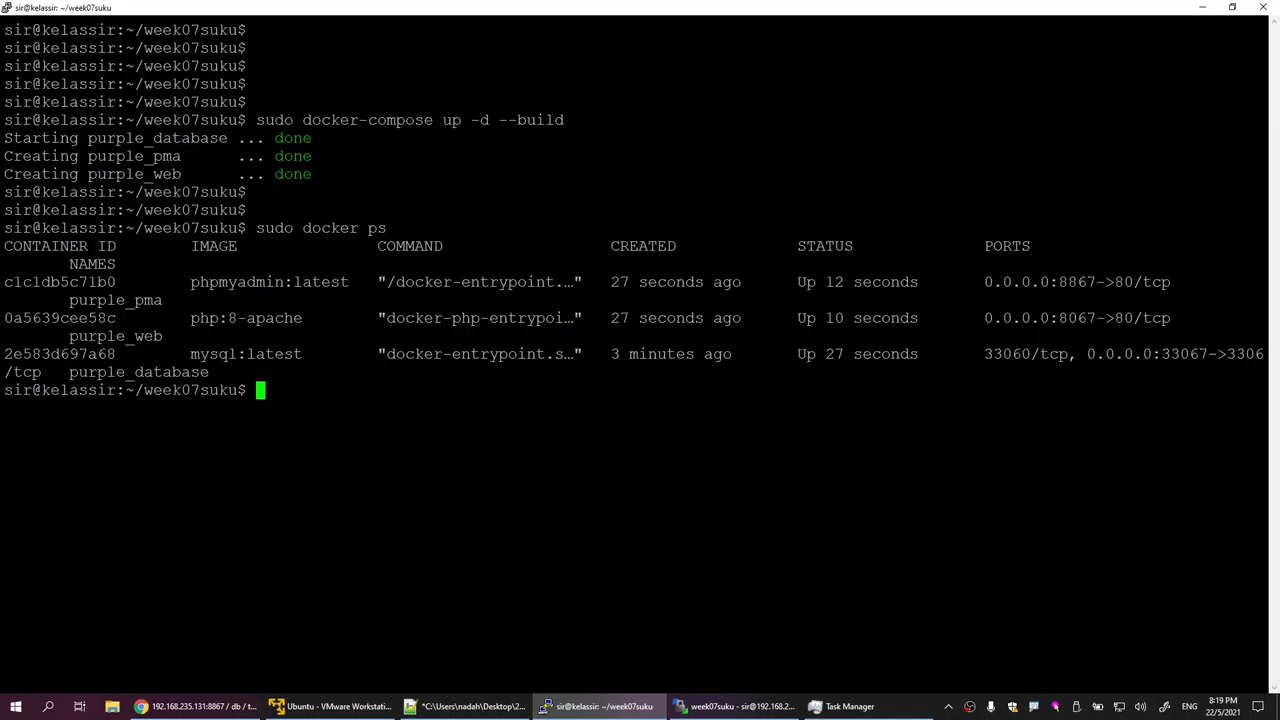 sir@kelassir: ~/week07suku
sir@kelassir:~/week07suku$
sir@kelassir:~/week07suku$
sir@kelassir:~/week07suku$
sir@kelassir:~/week07suku$
sir@kelassir:~/week07suku$
sir@kelassir:~/week07suku$ sudo docker-compose up -d --build
Starting purple_database ... done
Creating purple_pma      ... done
Creating purple_web      ... done
sir@kelassir:~/week07suku$
sir@kelassir:~/week07suku$
sir@kelassir:~/week07suku$ sudo docker ps
CONTAINER ID        IMAGE               COMMAND                  CREATED             STATUS              PORTS
       NAMES
c1c1db5c71b0        phpmyadmin:latest   "/docker-entrypoint.…"   27 seconds ago      Up 12 seconds       0.0.0.0:8867->80/tcp
       purple_pma
0a5639cee58c        php:8-apache        "docker-php-entrypoi…"   27 seconds ago      Up 10 seconds       0.0.0.0:8067->80/tcp
       purple_web
2e583d697a68        mysql:latest        "docker-entrypoint.s…"   3 minutes ago       Up 27 seconds       33060/tcp, 0.0.0.0:33067->3306
/tcp   purple_database
sir@kelassir:~/week07suku$
192.168.235.131:8867 / db / t... Ubuntu - VMware Workstati... *C:\Users\nadah\Desktop\2... sir@kelassir: ~/week07suku week07suku - sir@192.168.2... Task Manager ENG 8:19 PM
22/5/2021